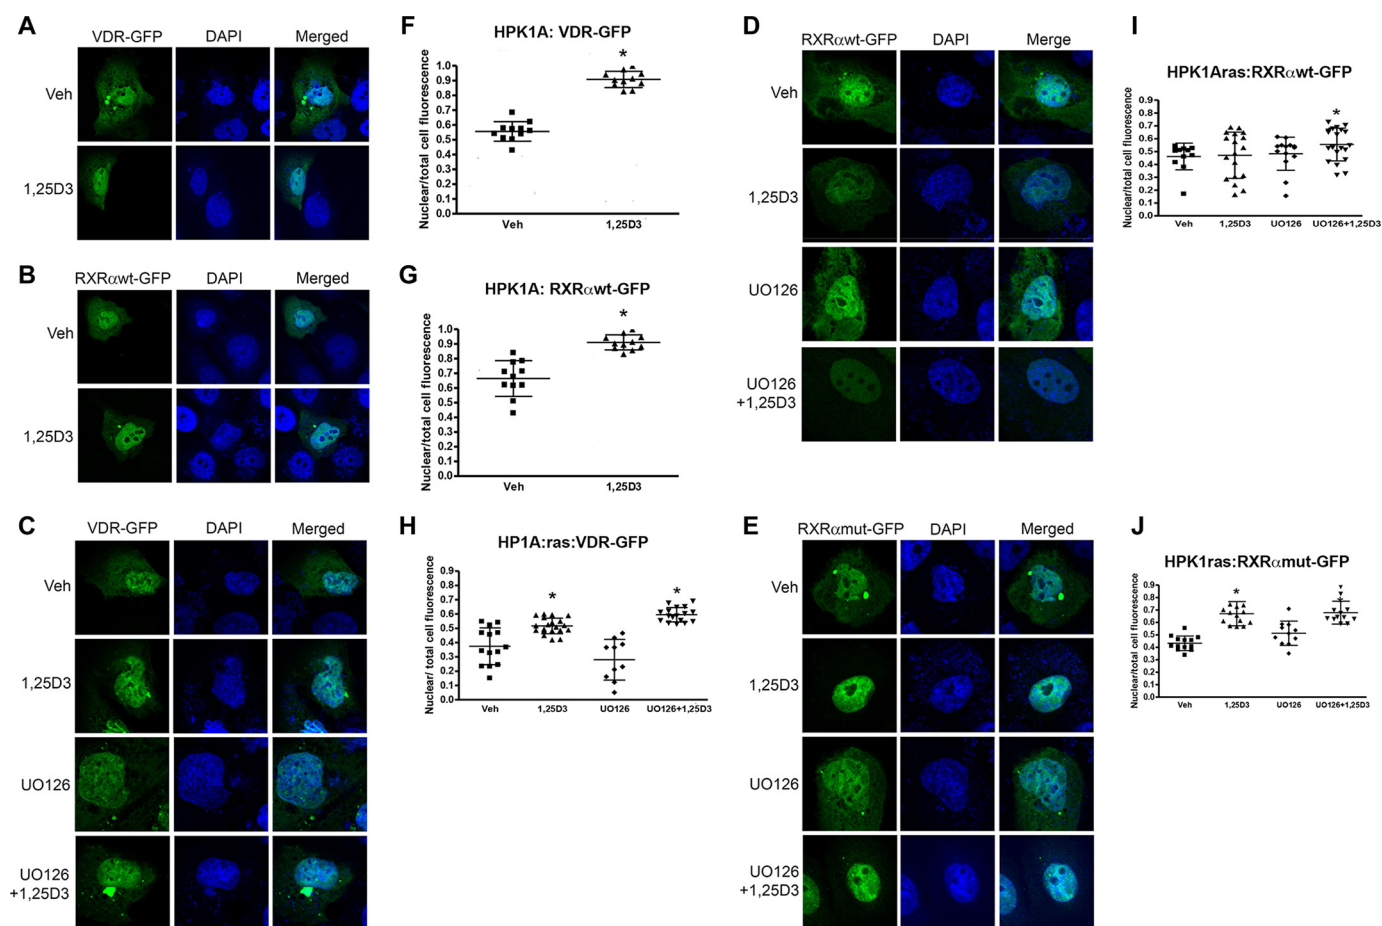 A
VDR-GFP DAPI Merged
Veh
1,25D3
B
RXRαwt-GFP DAPI Merged
Veh
1,25D3
C
VDR-GFP DAPI Merged
Veh
1,25D3
UO126
UO126
+1,25D3
F
HPK1A: VDR-GFP
*
Nuclear/total cell fluorescence
1.0
0.9
0.8
0.7
0.6
0.5
0.4
0.3
0.2
0.1
0.0
Veh 1,25D3
G
HPK1A: RXRαwt-GFP
*
Nuclear/total cell fluorescence
1.0
0.9
0.8
0.7
0.6
0.5
0.4
0.3
0.2
0.1
0.0
Veh 1,25D3
H
HP1A:ras:VDR-GFP
* *
Nuclear/ total cell fluorescence
0.9
0.8
0.7
0.6
0.5
0.4
0.3
0.2
0.1
0.0
Veh 1,25D3 UO126 UO126+1,25D3
D
RXRαwt-GFP DAPI Merge
Veh
1,25D3
UO126
UO126
+1,25D3
E
RXRαmut-GFP DAPI Merged
Veh
1,25D3
UO126
UO126
+1,25D3
I
HPK1Aras:RXRαwt-GFP
*
Nuclear/total cell fluorescence
0.9
0.8
0.7
0.6
0.5
0.4
0.3
0.2
0.1
0.0
Veh 1,25D3 UO126 UO126+1,25D3
J
HPK1ras:RXRαmut-GFP
* *
Nuclear/total cell fluorescence
0.9
0.8
0.7
0.6
0.5
0.4
0.3
0.2
0.1
0.0
Veh 1,25D3 UO126 UO126+1,25D3